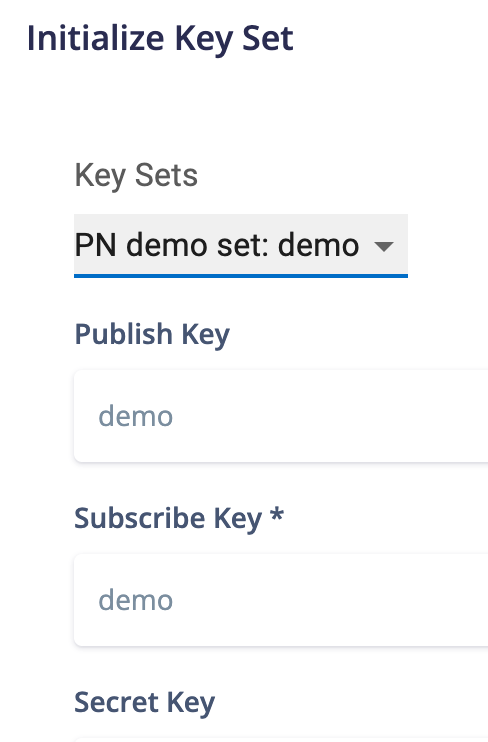 Initialize Key Set
Key Sets
PN demo set: demo
Publish Key
demo
Subscribe Key *
demo
Secret Key